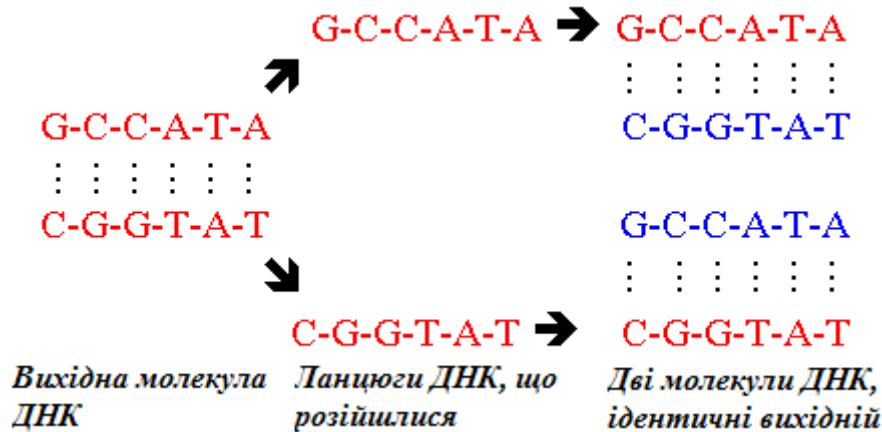 G-C-C-A-T-A
G-C-C-A-T-A
G-C-C-A-T-A
C-G-G-T-A-T
C-G-G-T-A-T
G-C-C-A-T-A
C-G-G-T-A-T
C-G-G-T-A-T
Вихідна молекула
ДНК
Ланцюги ДНК, що
розійшлися
Дві молекули ДНК,
ідентичні вихідній